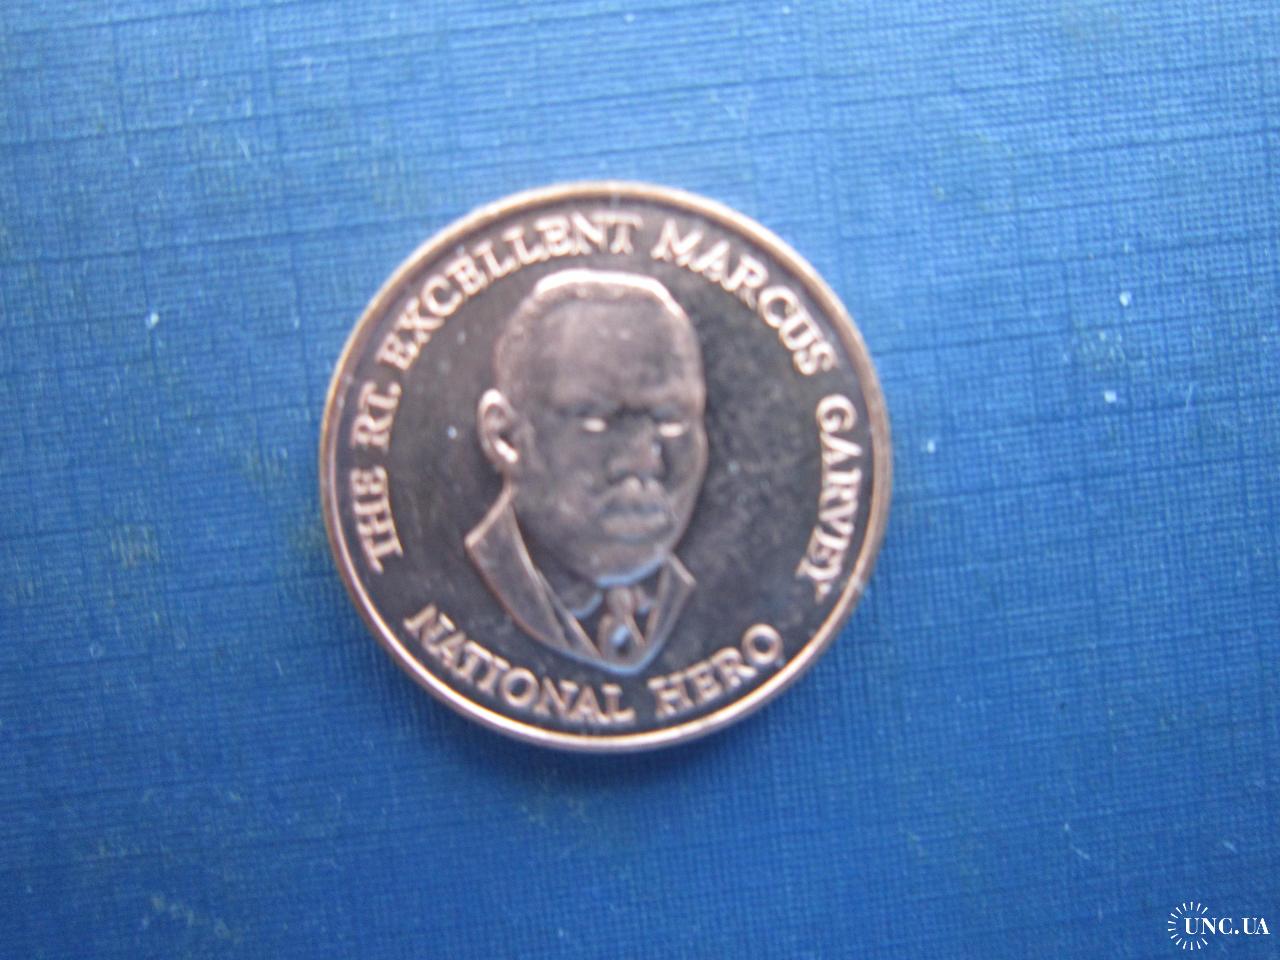 THE RT. EXCELLENT MARCUS GARVEY
NATIONAL HERO
UNC.UA